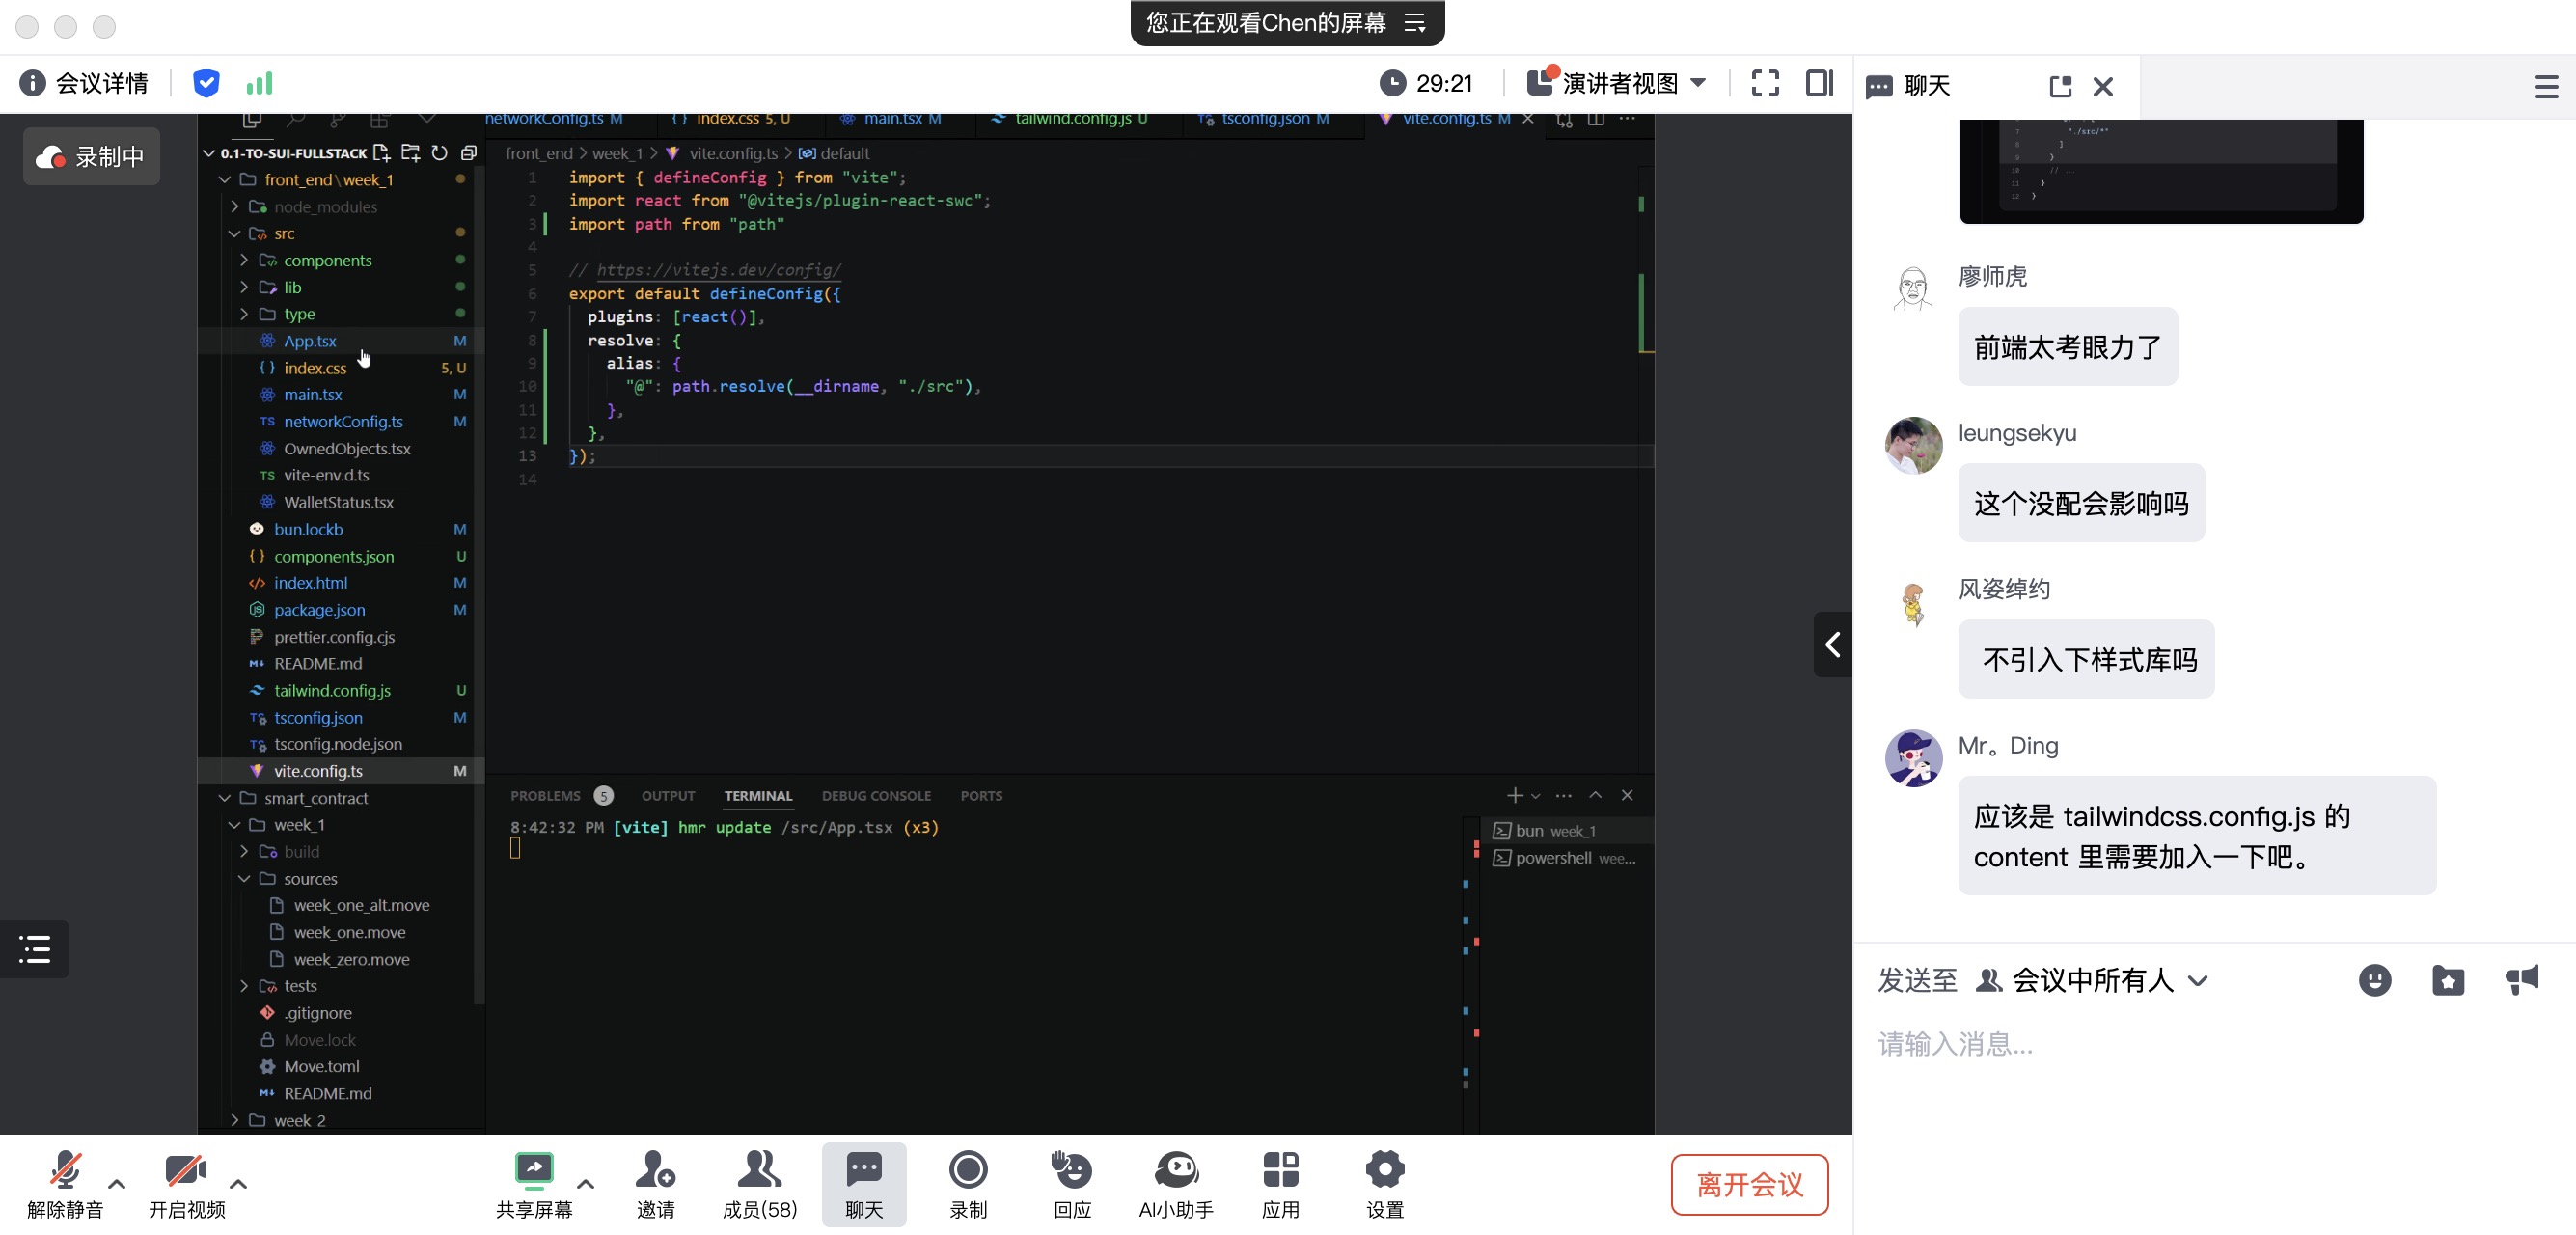 您正在观看Chen的屏幕
会议详情
29:21
演讲者视图
聊天
录制中
0.1-TO-SUI-FULLSTACK
front_end\week_1
node_modules
src
components
lib
type
App.tsx M
index.css 5, U
main.tsx M
networkConfig.ts M
OwnedObjects.tsx
vite-env.d.ts
WalletStatus.tsx
bun.lockb M
components.json U
index.html M
package.json M
prettier.config.cjs
README.md
tailwind.config.js U
tsconfig.json M
tsconfig.node.json
vite.config.ts M
smart_contract
week_1
build
sources
week_one_alt.move
week_one.move
week_zero.move
tests
.gitignore
Move.lock
Move.toml
README.md
week 2
networkConfig.ts M
index.css 5, U
main.tsx M
tailwind.config.js U
tsconfig.json M
vite.config.ts M
front_end > week_1 > vite.config.ts > default
1 import { defineConfig } from "vite";
2 import react from "@vitejs/plugin-react-swc";
3 import path from "path"
4
5 // https://vitejs.dev/config/
6 export default defineConfig({
7 plugins: [react()],
8 resolve: {
9 alias: {
10 "@": path.resolve(__dirname, "./src"),
11 },
12 },
13 });
14
PROBLEMS 5 OUTPUT TERMINAL DEBUG CONSOLE PORTS
8:42:32 PM [vite] hmr update /src/App.tsx (x3)
bun week_1
powershell wee...
7 "./src/*"
8 ]
9 }
10 // ...
11 }
12 }
廖师虎
前端太考眼力了
leungsekyu
这个没配会影响吗
风姿绰约
不引入下样式库吗
Mr。Ding
应该是 tailwindcss.config.js 的
content 里需要加入一下吧。
发送至 会议中所有人
请输入消息...
解除静音
开启视频
共享屏幕
邀请
成员(58)
聊天
录制
回应
AI小助手
应用
设置
离开会议